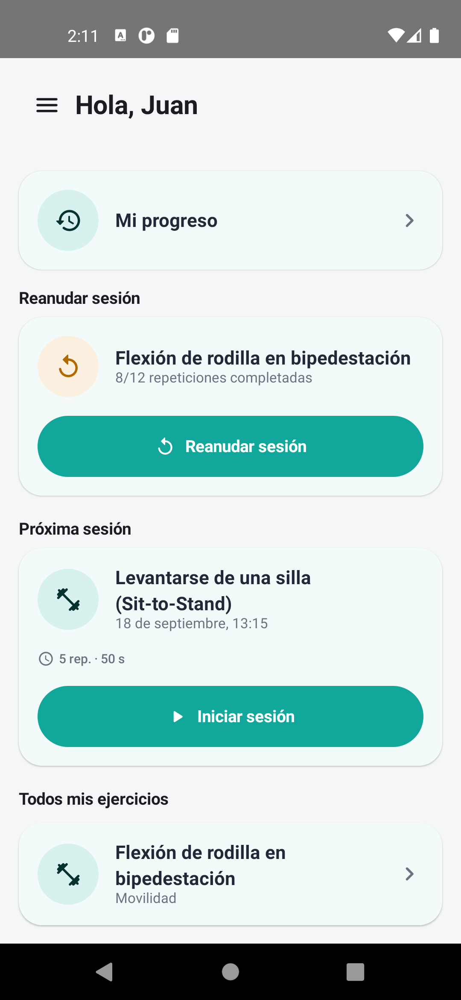 2:11
Hola, Juan
Mi progreso
Reanudar sesión
Flexión de rodilla en bipedestación
8/12 repeticiones completadas
Reanudar sesión
Próxima sesión
Levantarse de una silla
(Sit-to-Stand)
18 de septiembre, 13:15
5 rep. · 50 s
Iniciar sesión
Todos mis ejercicios
Flexión de rodilla en
bipedestación
Movilidad